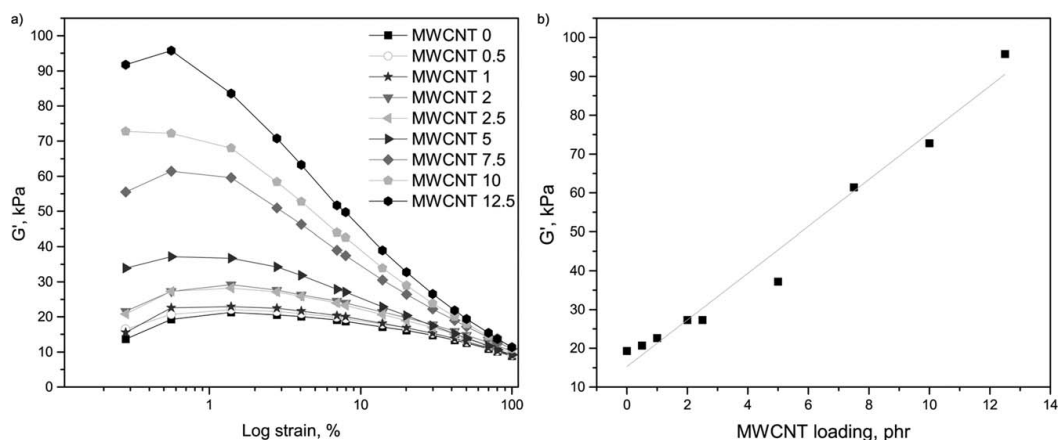 a)
G', kPa
100
90
80
70
60
50
40
30
20
10
0
1
10
100
Log strain, %
MWCNT 0
MWCNT 0.5
MWCNT 1
MWCNT 2
MWCNT 2.5
MWCNT 5
MWCNT 7.5
MWCNT 10
MWCNT 12.5
b)
G', kPa
100
90
80
70
60
50
40
30
20
10
0
2
4
6
8
10
12
14
MWCNT loading, phr